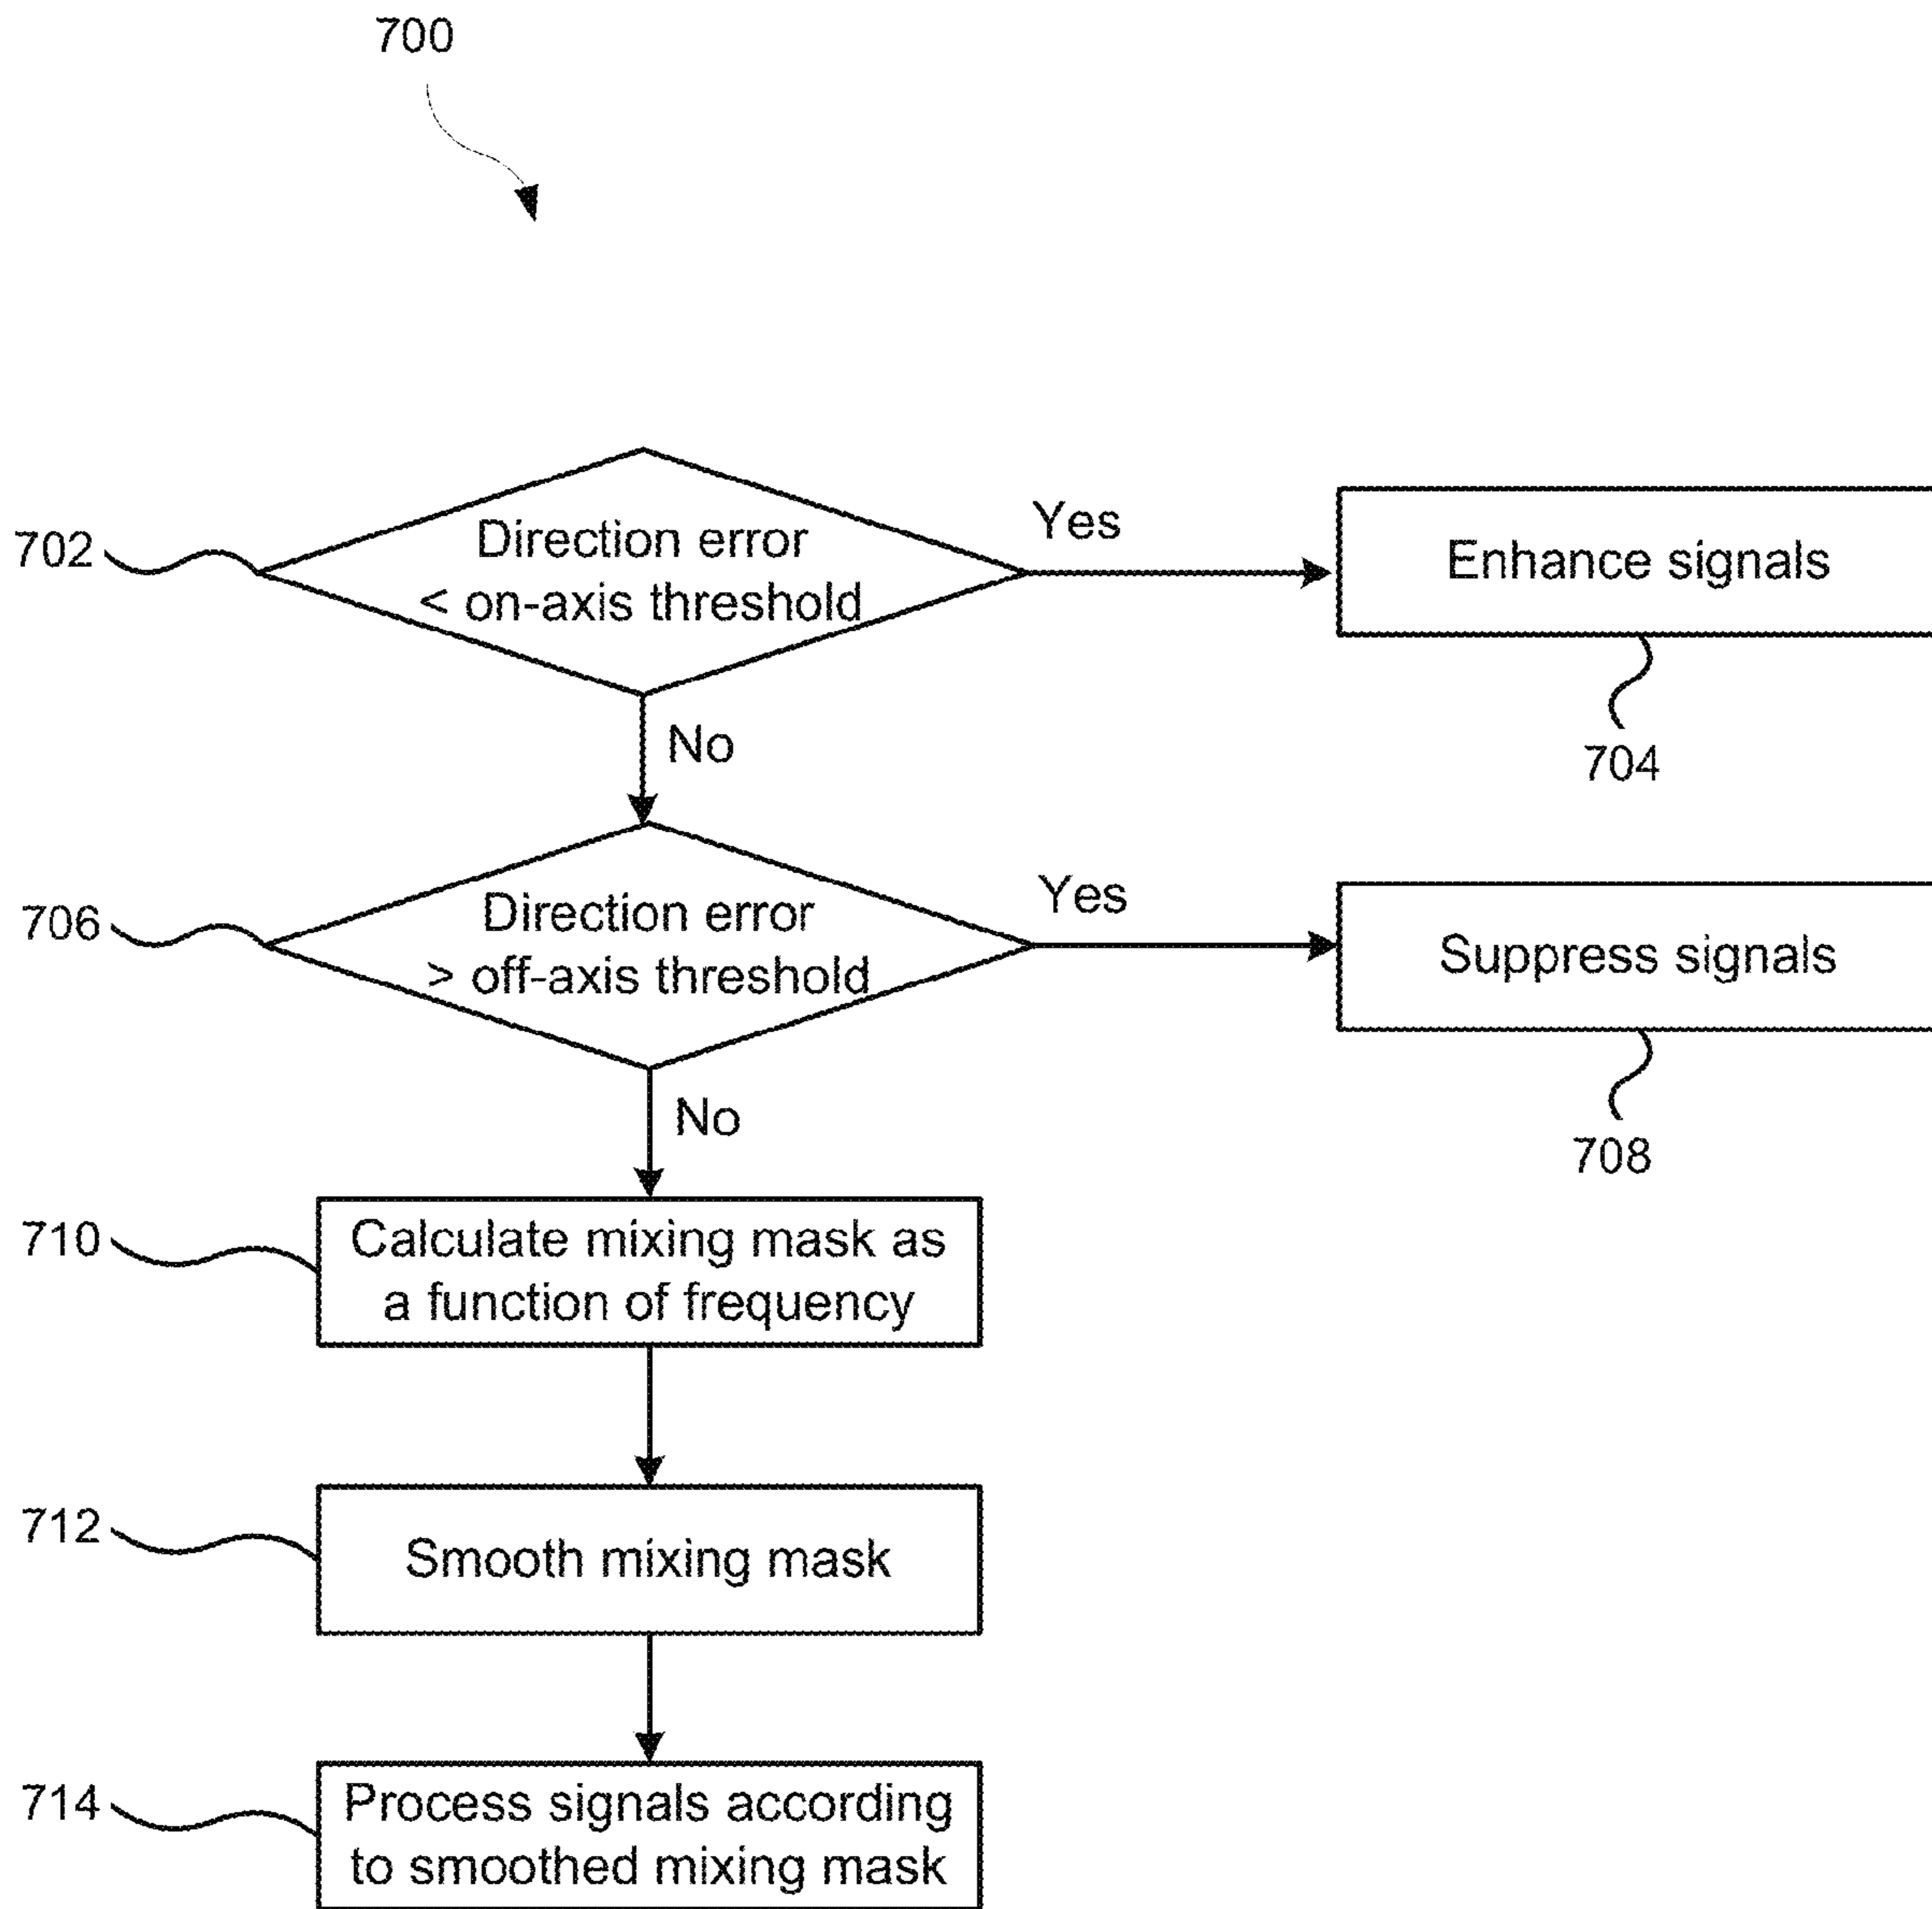 700
702
Direction error
< on-axis threshold
Yes
Enhance signals
704
No
706
Direction error
> off-axis threshold
Yes
Suppress signals
708
No
710
Calculate mixing mask as
a function of frequency
712
Smooth mixing mask
714
Process signals according
to smoothed mixing mask